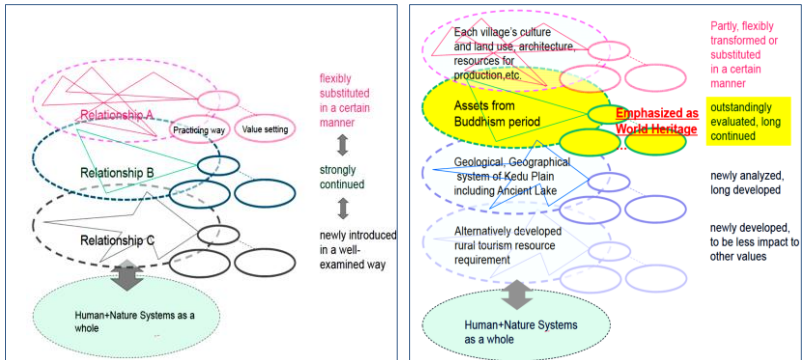 Relationship A
Practicing way
Value setting
Relationship B
Relationship C
flexibly
substituted
in a certain
manner
strongly
continued
newly introduced
in a well-
examined way
Human+Nature Systems as a
whole
Each village's culture
and land use, architecture,
resources for
production,etc.
Assets from
Buddhism period
Emphasized as
World Heritage
...
Geological, Geographical
system of Kedu Plain
including Ancient Lake
Alternatively developed
rural tourism resource
requirement
Partly, flexibly
transformed or
substituted
in a certain
manner
outstandingly
evaluated, long
continued
newly analyzed,
long developed
newly developed,
to be less impact to
other values
Human+Nature Systems
as a whole